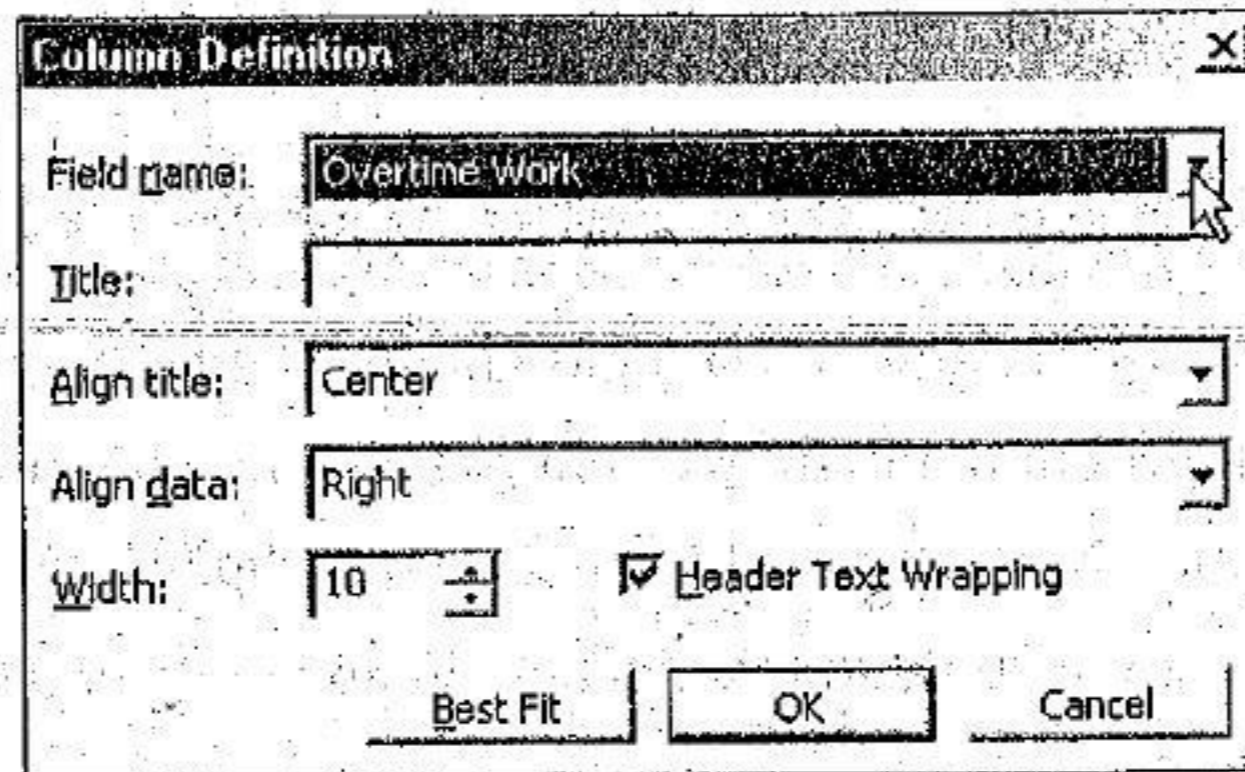 Column Definition
Field name: Overtime Work
Title:
Align title: Center
Align data: Right
Width: 10 Header Text Wrapping
Best Fit OK Cancel